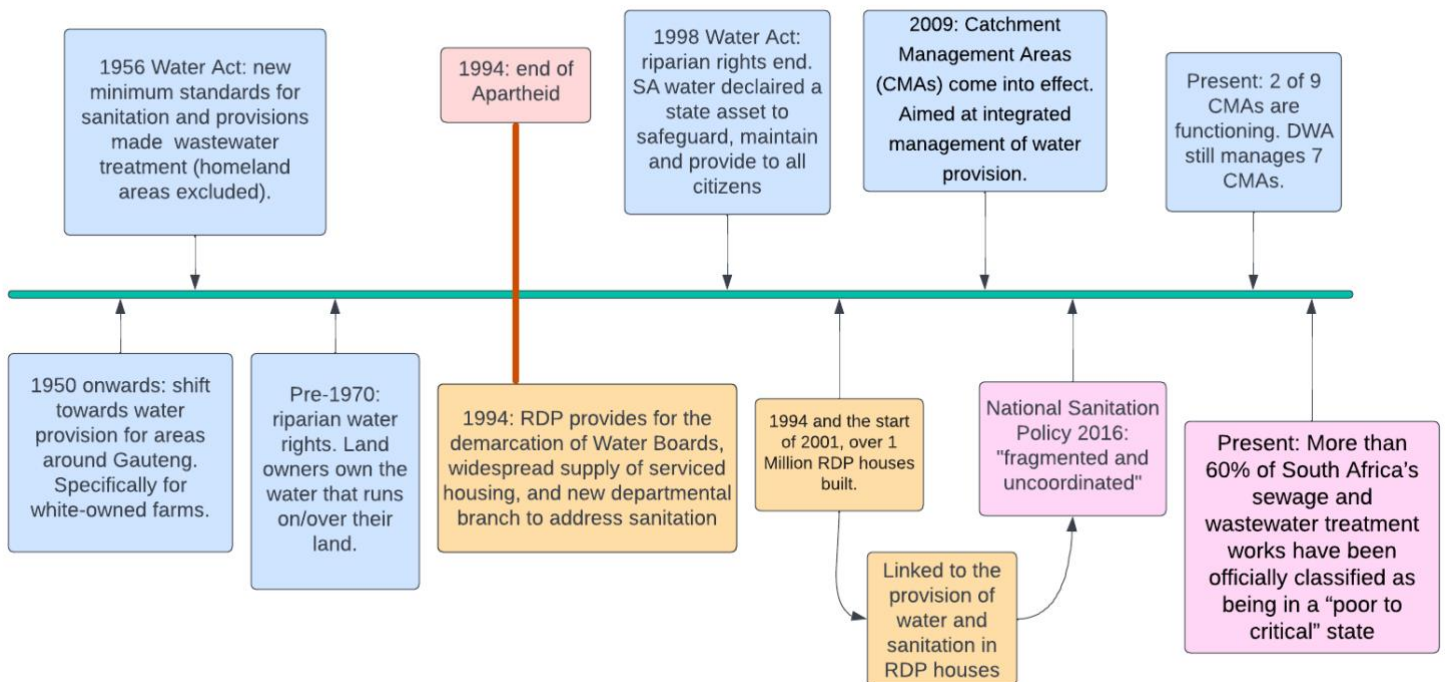 1956 Water Act: new
minimum standards for
sanitation and provisions
made wastewater
treatment (homeland
areas excluded).
1994: end of
Apartheid
1998 Water Act:
riparian rights end.
SA water declaired a
state asset to
safeguard, maintain
and provide to all
citizens
2009: Catchment
Management Areas
(CMAs) come into effect.
Aimed at integrated
management of water
provision.
Present: 2 of 9
CMAs are
functioning. DWA
still manages 7
CMAs.
1950 onwards: shift
towards water
provision for areas
around Gauteng.
Specifically for
white-owned farms.
Pre-1970:
riparian water
rights. Land
owners own the
water that runs
on/over their
land.
1994: RDP provides for the
demarcation of Water Boards,
widespread supply of serviced
housing, and new departmental
branch to address sanitation
1994 and the start
of 2001, over 1
Million RDP houses
built.
Linked to the
provision of
water and
sanitation in
RDP houses
National Sanitation
Policy 2016:
"fragmented and
uncoordinated"
Present: More than
60% of South Africa’s
sewage and
wastewater treatment
works have been
officially classified as
being in a “poor to
critical” state